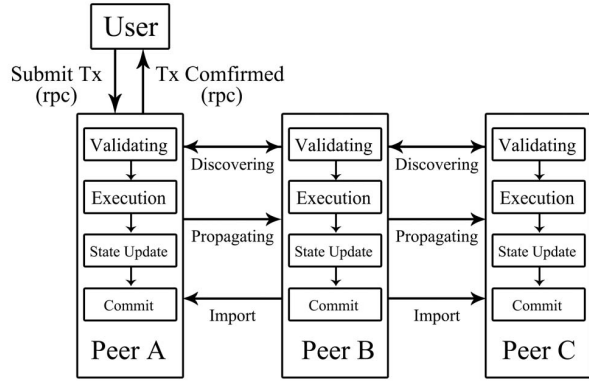 User
Submit Tx
(rpc)
Tx Comfirmed
(rpc)
Validating
Execution
State Update
Commit
Peer A
Discovering
Propagating
Import
Validating
Execution
State Update
Commit
Peer B
Discovering
Propagating
Import
Validating
Execution
State Update
Commit
Peer C